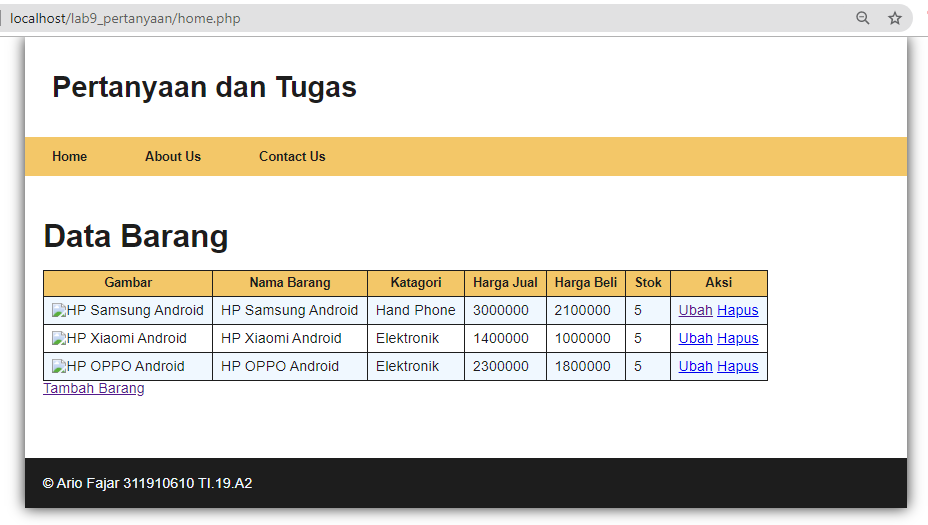 localhost/lab9_pertanyaan/home.php
Pertanyaan dan Tugas
Home About Us Contact Us
Data Barang
Gambar Nama Barang Katagori Harga Jual Harga Beli Stok Aksi
HP Samsung Android HP Samsung Android Hand Phone 3000000 2100000 5 Ubah Hapus
HP Xiaomi Android HP Xiaomi Android Elektronik 1400000 1000000 5 Ubah Hapus
HP OPPO Android HP OPPO Android Elektronik 2300000 1800000 5 Ubah Hapus
Tambah Barang
© Ario Fajar 311910610 TI.19.A2